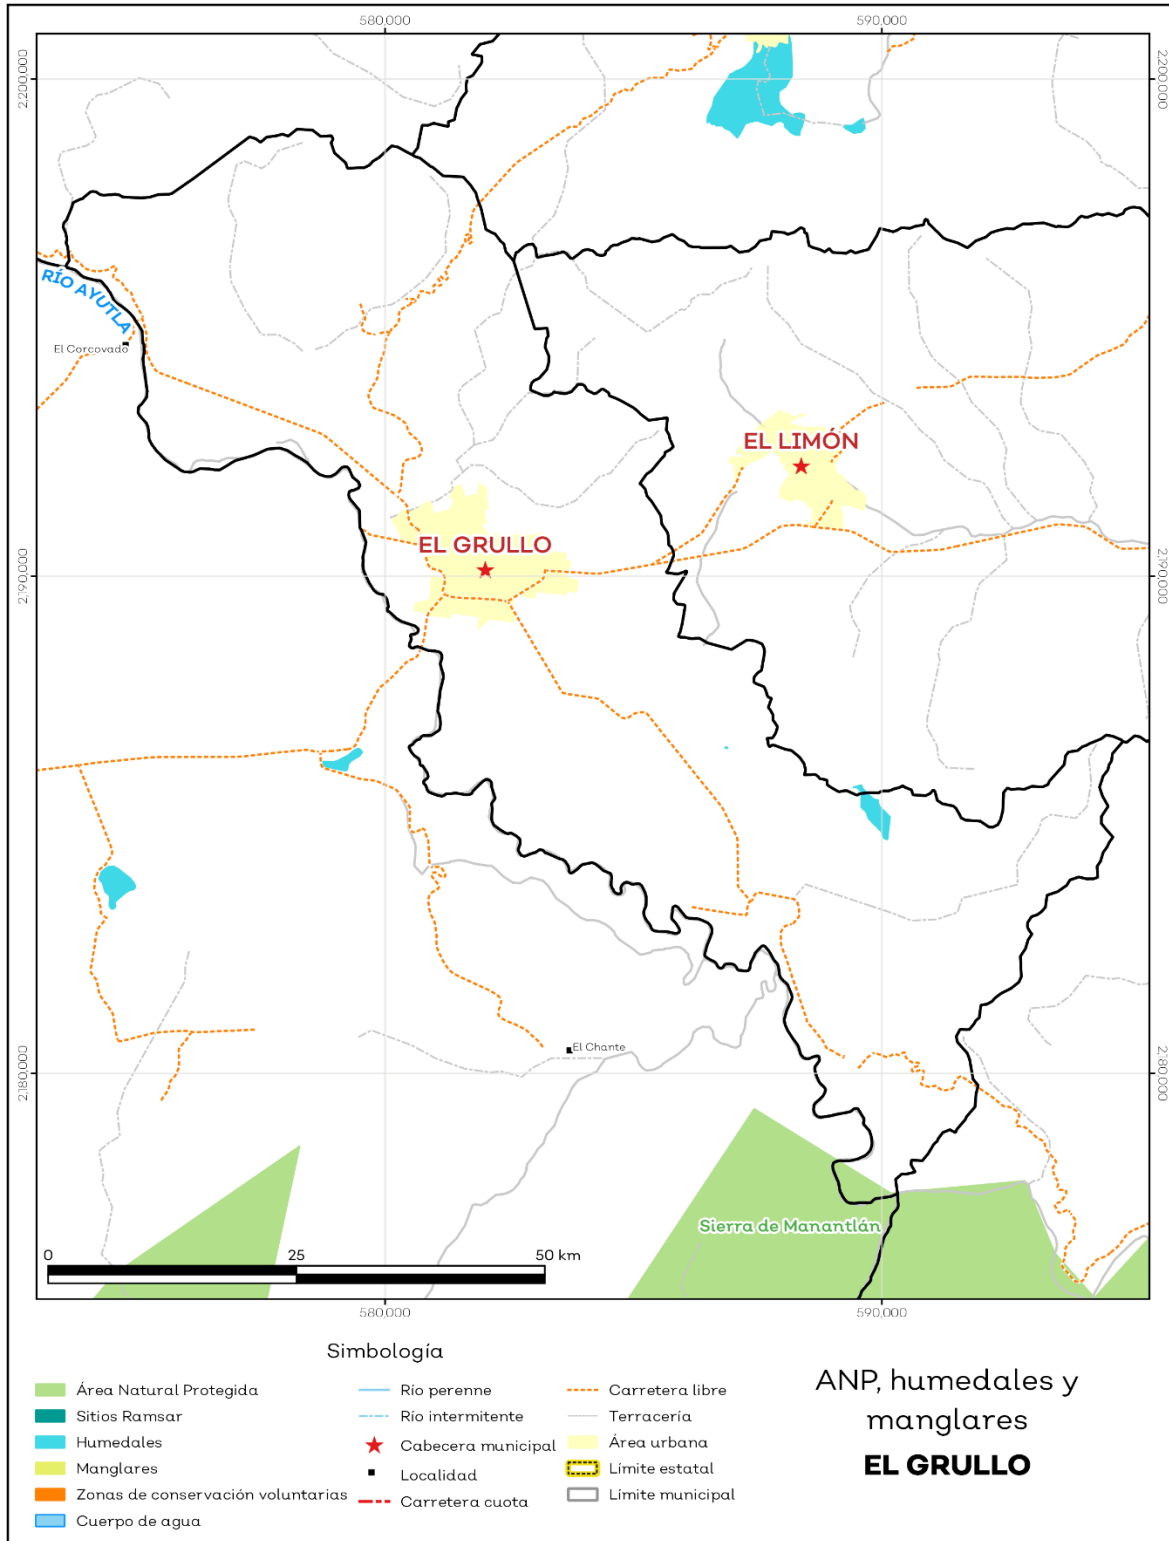 580,000
590,000
2,200,000
2,200,000
RÍO AYUTLA
El Corcovado
EL LIMÓN
EL GRULLO
2,190,000
2,190,000
El Chante
2,180,000
2,180,000
Sierra de Manantlán
0
25
50 km
580,000
590,000
Simbología
Área Natural Protegida
Sitios Ramsar
Humedales
Manglares
Zonas de conservación voluntarias
Cuerpo de agua
Río perenne
Río intermitente
Cabecera municipal
Localidad
Carretera cuota
Carretera libre
Terracería
Área urbana
Límite estatal
Límite municipal
ANP, humedales y
manglares
EL GRULLO